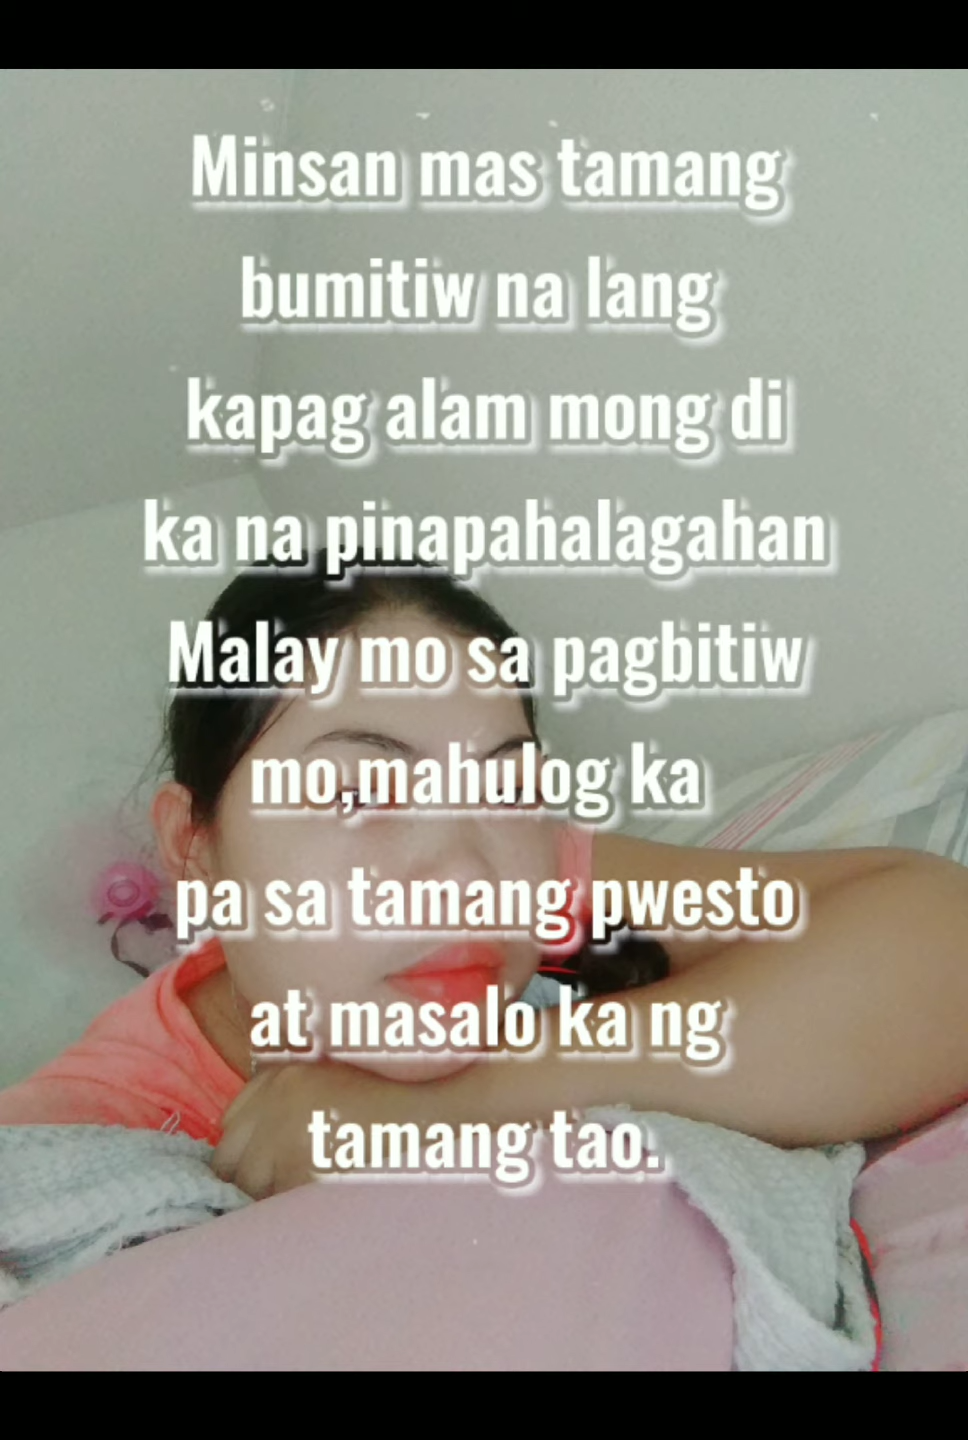 Minsan mas tamang
bumitiw na lang
kapag alam mong di
ka na pinapahalagahan
Malay mo sa pagbitiw
mo,mahulog ka
pa sa tamang pwesto
at masalo ka ng
tamang tao.